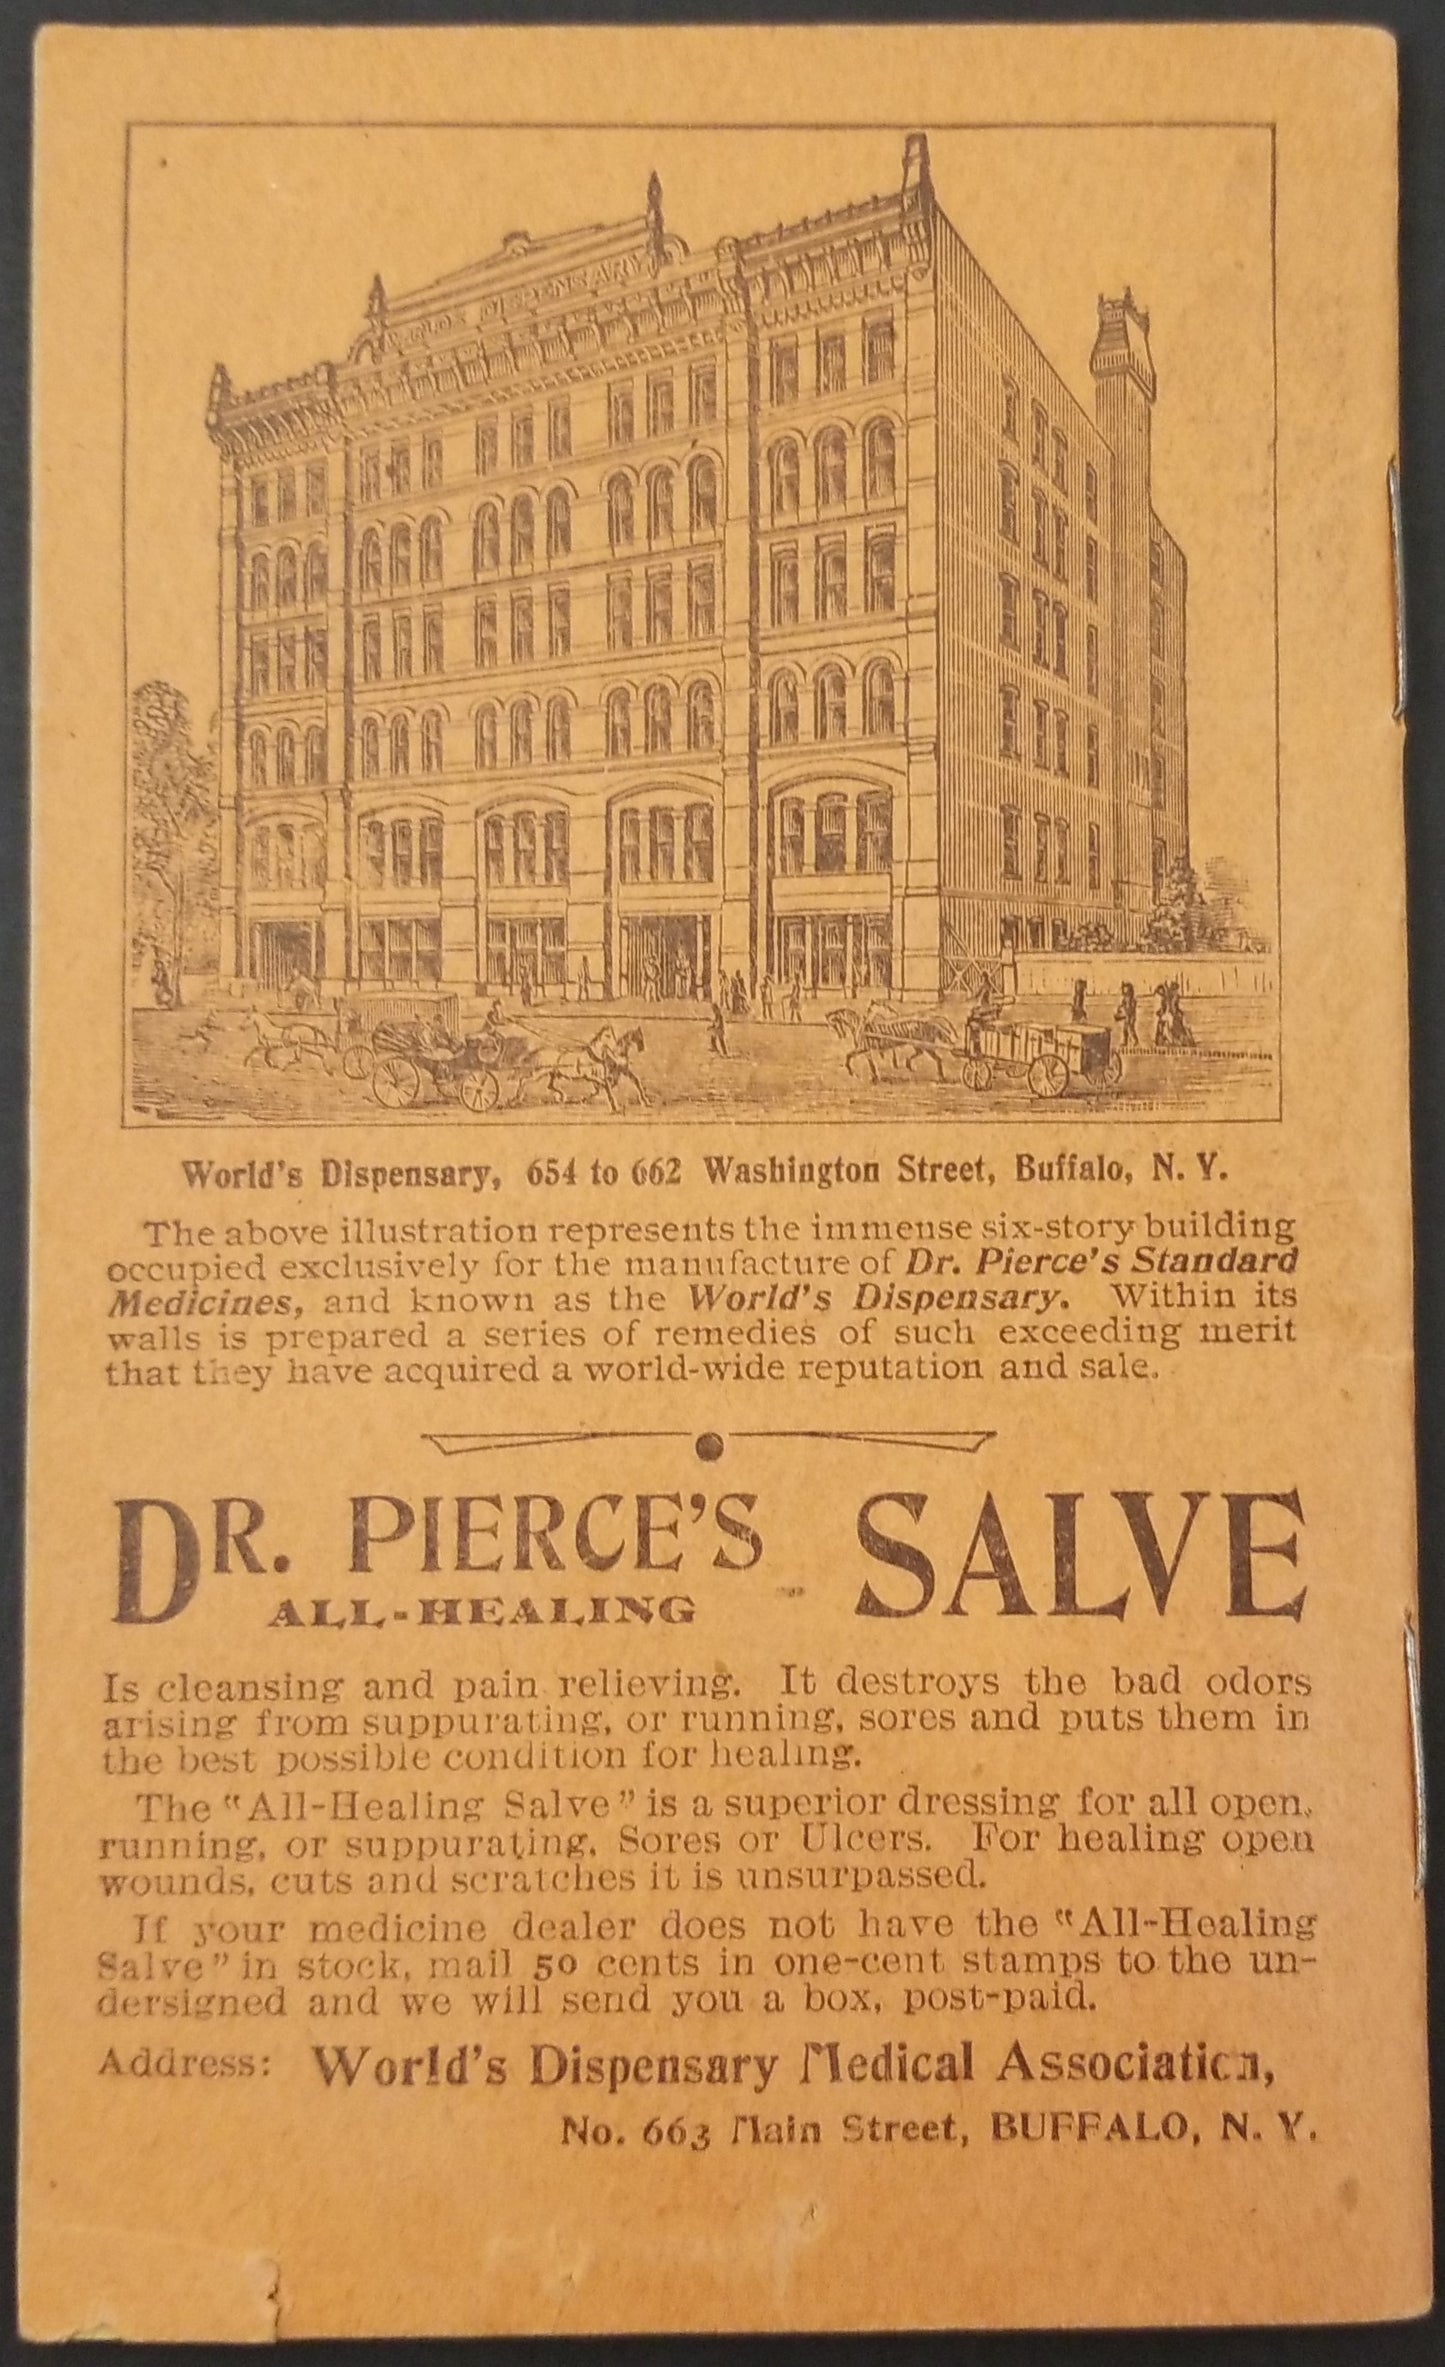 WORLDS DISPENSARY
World's Dispensary, 654 to 662 Washington Street, Buffalo, N. Y.
The above illustration represents the immense six-story building
occupied exclusively for the manufacture of Dr. Pierce's Standard
Medicines, and known as the World's Dispensary. Within its
walls is prepared a series of remedies of such exceeding merit
that they have acquired a world-wide reputation and sale.
DR. PIERCE'S SALVE
ALL-HEALING
Is cleansing and pain relieving. It destroys the bad odors
arising from suppurating, or running, sores and puts them in
the best possible condition for healing.
The "All-Healing Salve" is a superior dressing for all open,
running, or suppurating, Sores or Ulcers. For healing open
wounds, cuts and scratches it is unsurpassed.
If your medicine dealer does not have the "All-Healing
Salve" in stock, mail 50 cents in one-cent stamps to the un-
dersigned and we will send you a box, post-paid.
Address: World's Dispensary Medical Association,
No. 663 Main Street, BUFFALO, N. Y.